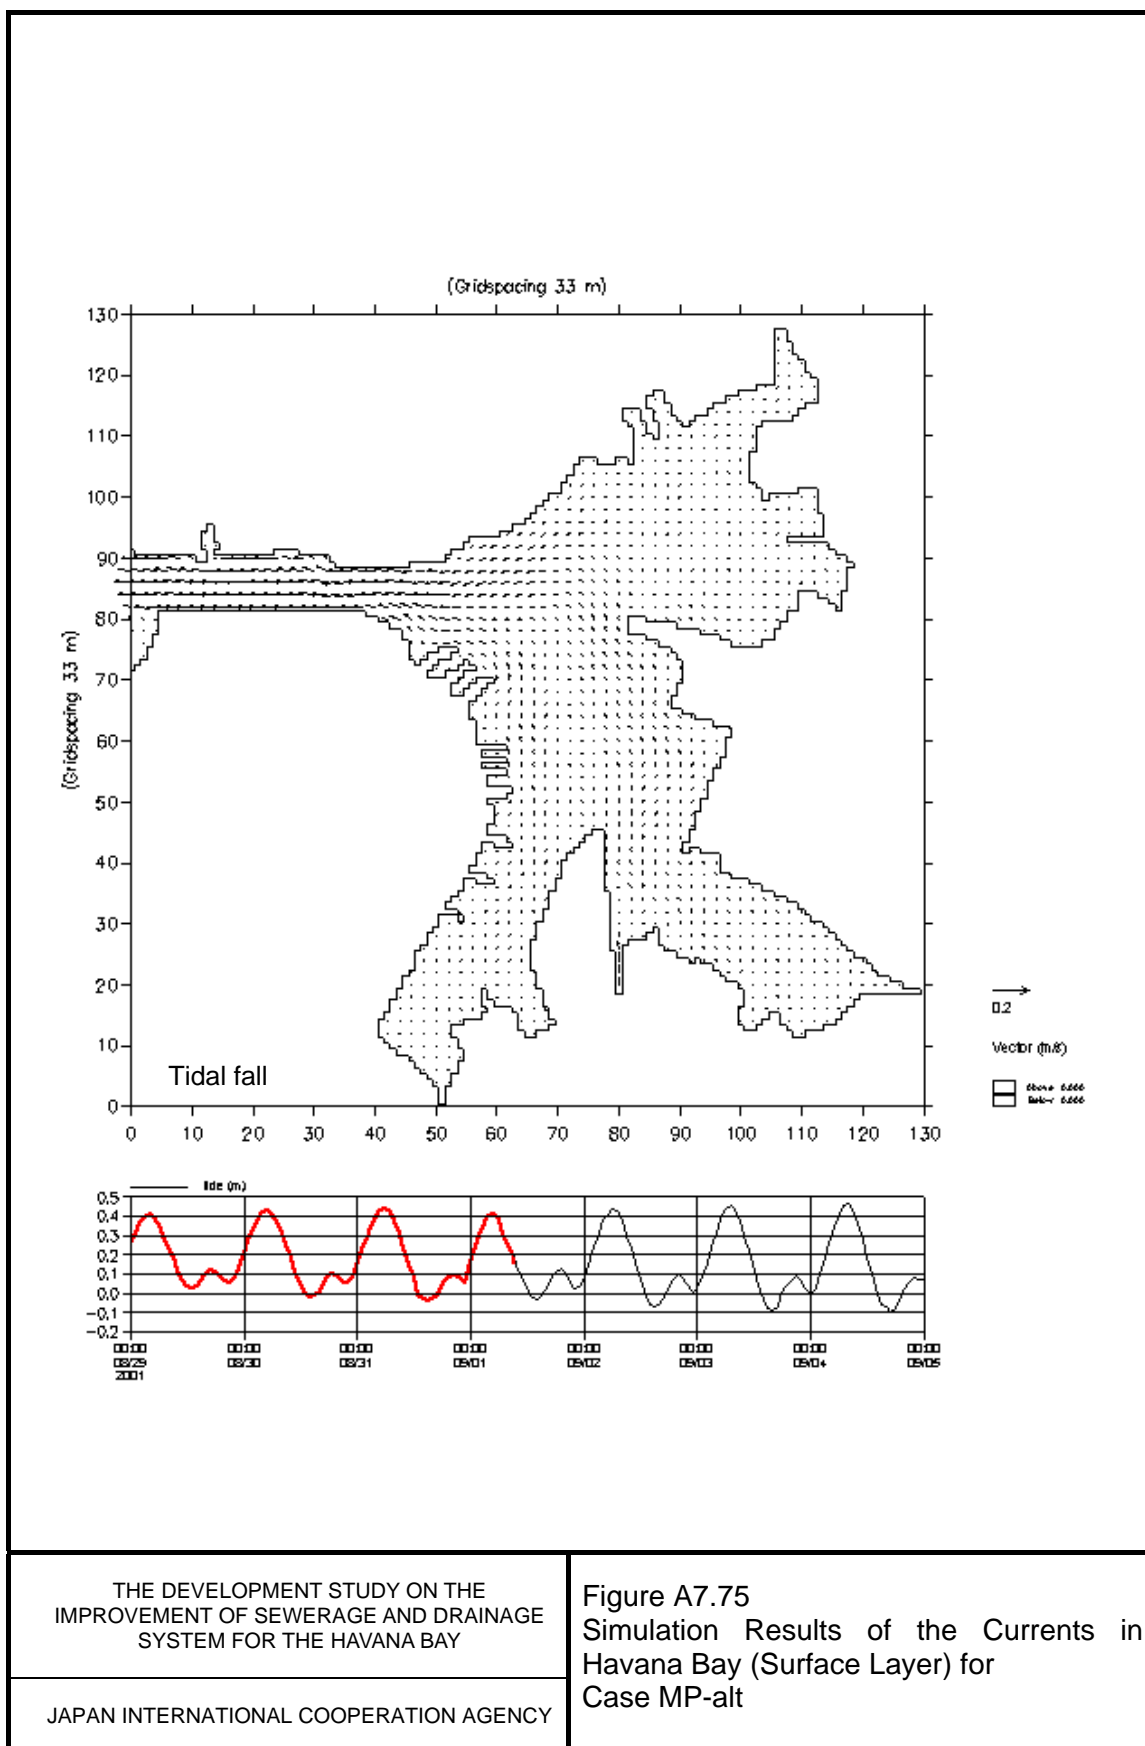 (Gridspacing 33 m)
130
120
110
100
90
80
70
60
50
40
30
20
10
0
(Gridspacing 33 m)
Tidal fall
0 10 20 30 40 50 60 70 80 90 100 110 120 130
0.2
Vector (m/s)
Above 0.000
Below 0.000
tide (m)
0.5
0.4
0.3
0.2
0.1
0.0
-0.1
-0.2
00:00 00:00 00:00 00:00 00:00 00:00 00:00 00:00
08/29 08/30 08/31 09/01 09/02 09/03 09/04 09/05
2001
THE DEVELOPMENT STUDY ON THE
IMPROVEMENT OF SEWERAGE AND DRAINAGE
SYSTEM FOR THE HAVANA BAY
JAPAN INTERNATIONAL COOPERATION AGENCY
Figure A7.75
Simulation Results of the Currents in
Havana Bay (Surface Layer) for
Case MP-alt